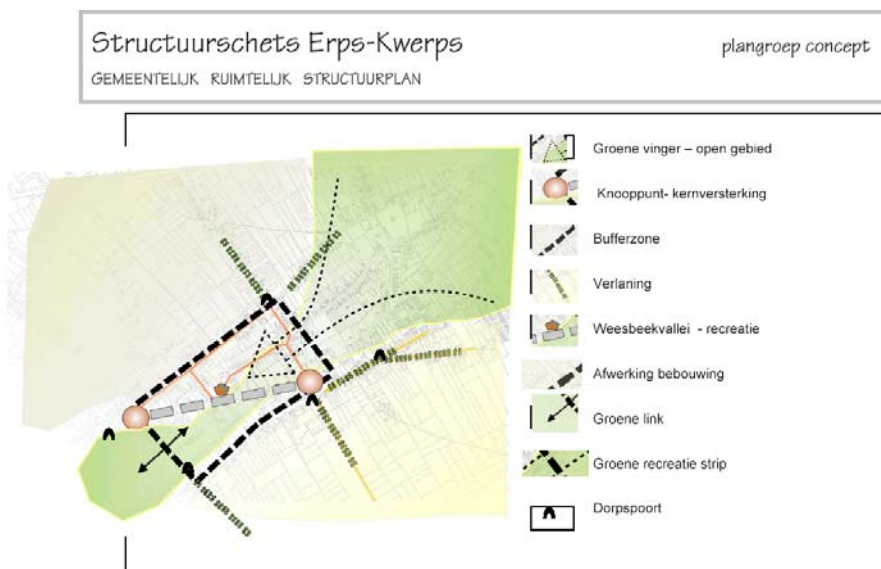 Structuurschets Erps-Kwerps
plangroep concept
GEMEENTELIJK RUIMTELIJK STRUCTUURPLAN
Groene vinger – open gebied
Knooppunt- kernversterking
Bufferzone
Verlaning
Weesbeekvallei - recreatie
Afwerking bebouwing
Groene link
Groene recreatie strip
Dorpspoort